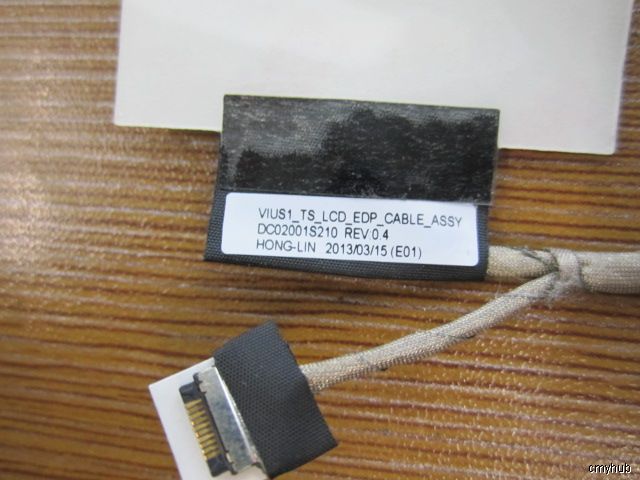 VIUS1_TS_LCD_EDP_CABLE_ASSY
DC02001S210 REV:0.4
HONG-LIN 2013/03/15 (E01)
cmyhub